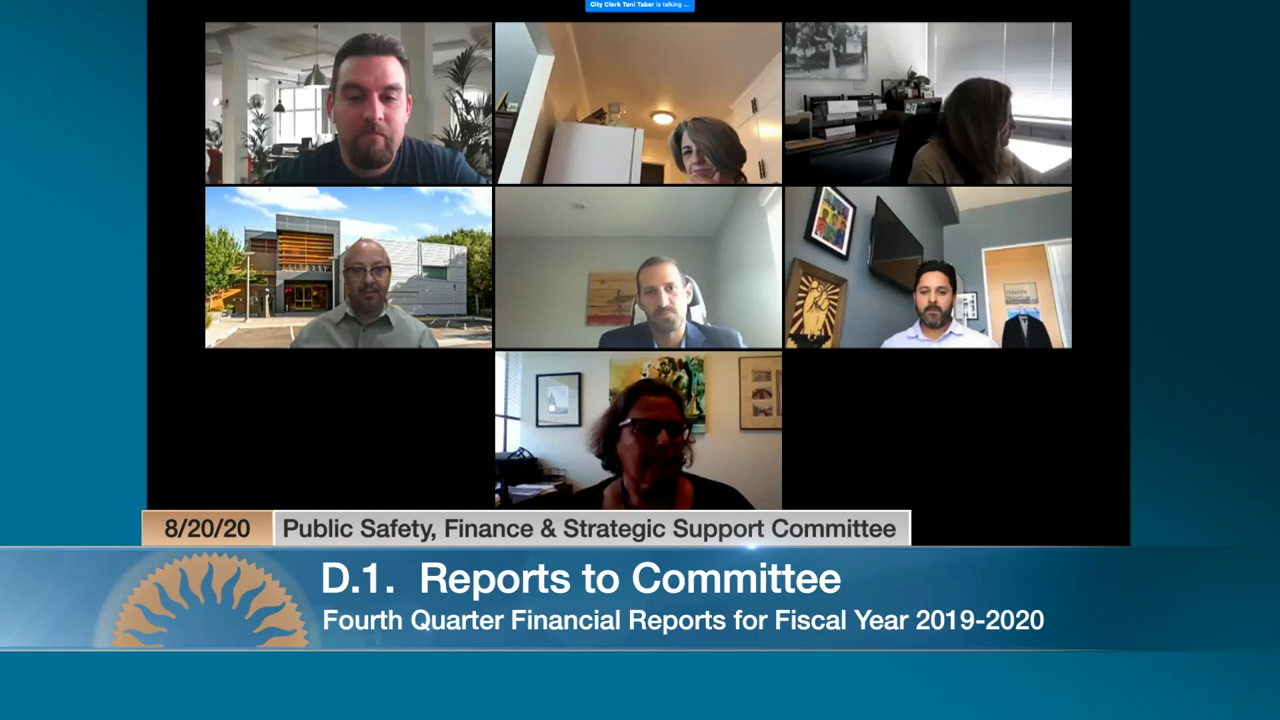 City Clerk Toni Taber is talking ...
LIBRARY
8/20/20 Public Safety, Finance & Strategic Support Committee
D.1. Reports to Committee
Fourth Quarter Financial Reports for Fiscal Year 2019-2020